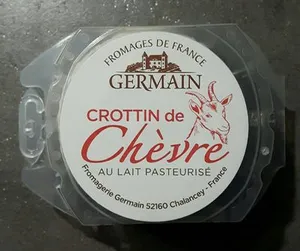 FROMAGES DE FRANCE
GERMAIN
CROTTIN de
Chèvre
AU LAIT PASTEURISÉ
Fromagerie Germain 52160 Chalancey - France